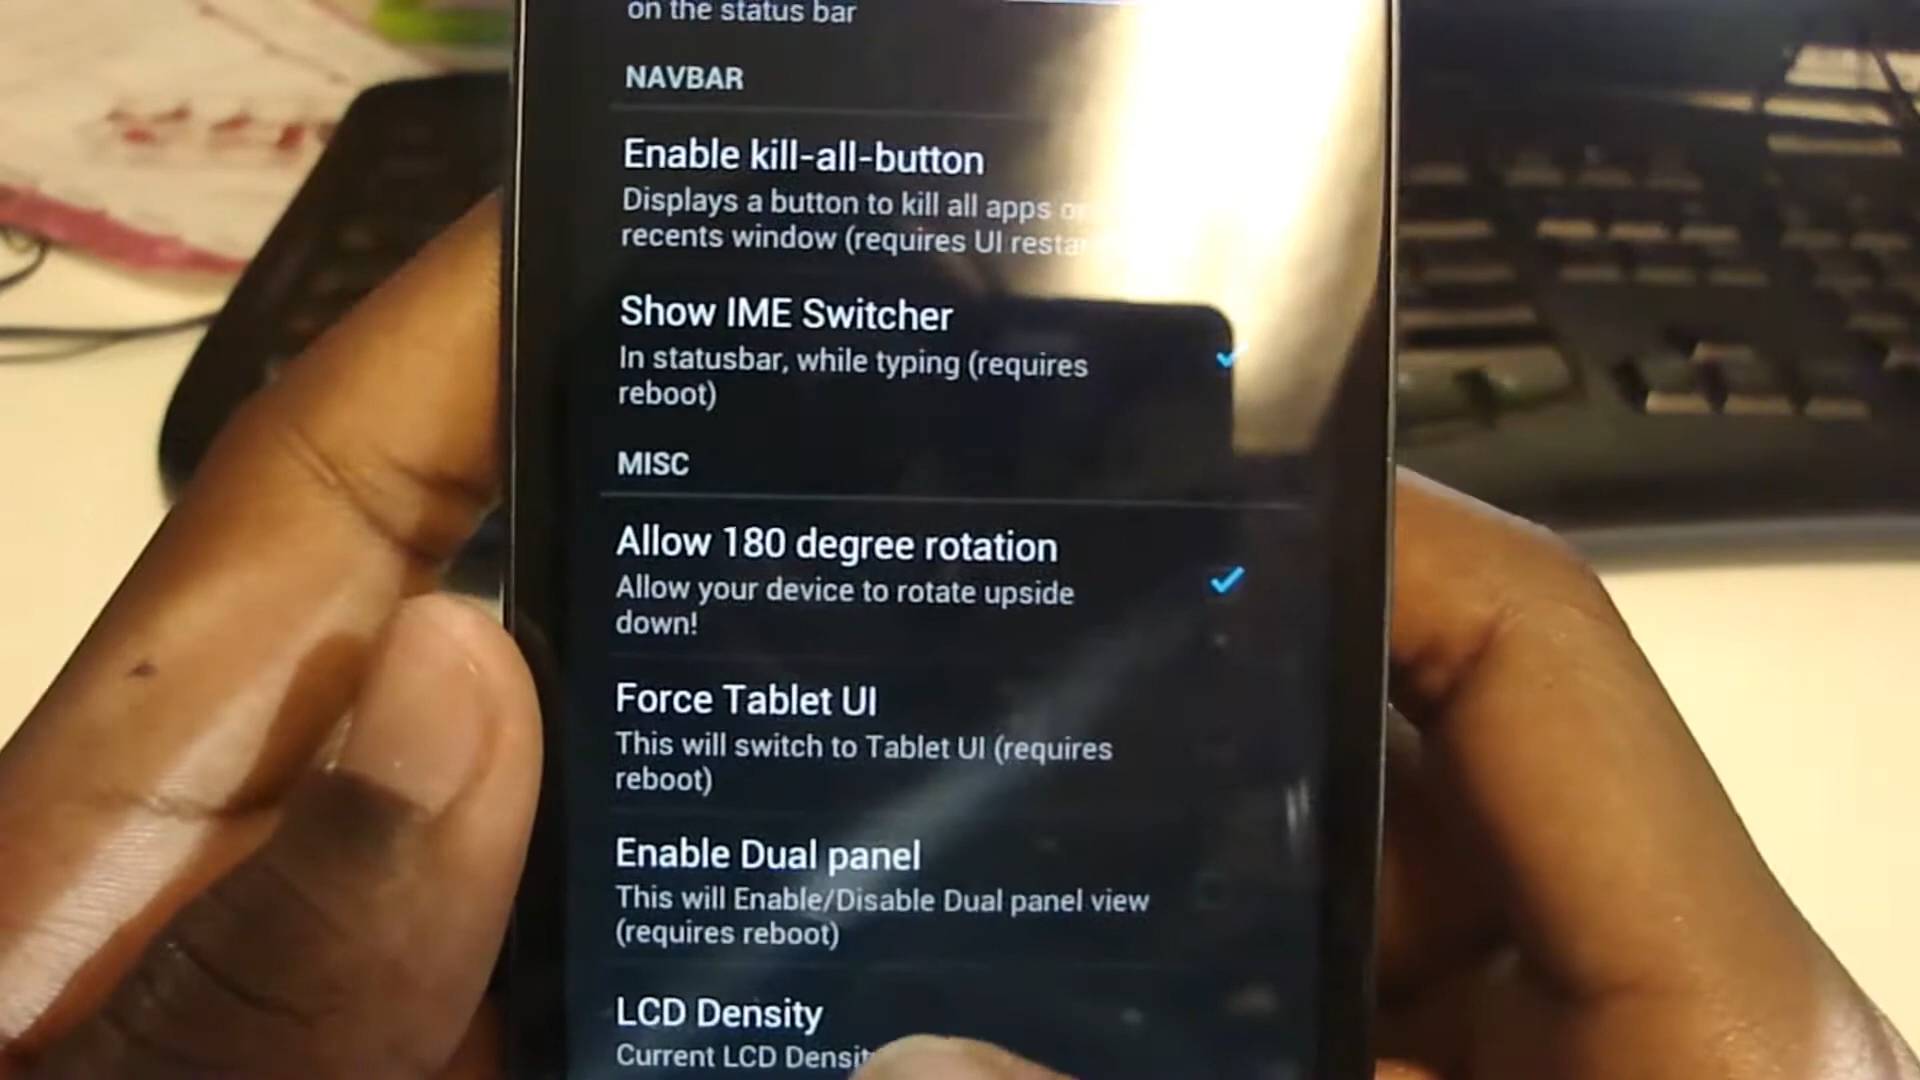 on the status bar
NAVBAR
Enable kill-all-button
Displays a button to kill all apps
recents window (requires UI
Show IME Switcher
In statusbar, while typing (requires
reboot)
MISC
Allow 180 degree rotation
Allow your device to rotate upside
down!
Force Tablet UI
This will switch to Tablet UI (requires
reboot)
Enable Dual panel
This will Enable/Disable Dual panel view
(requires reboot)
LCD Density
Current LCD